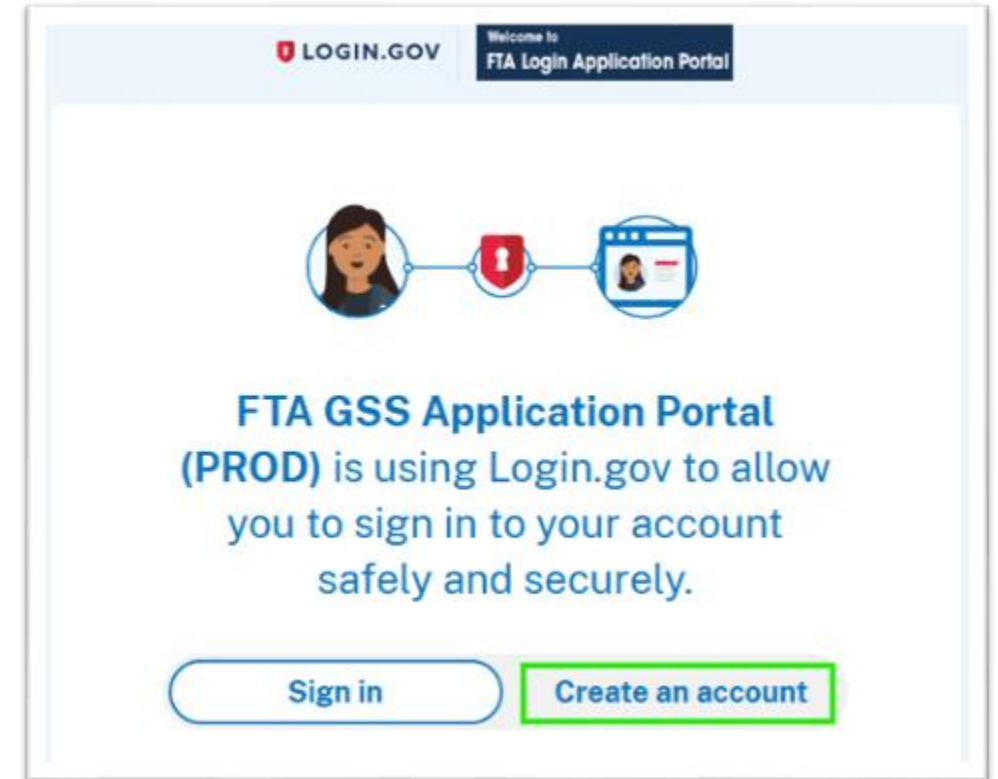 LOGIN.GOV
Welcome to
FTA Login Application Portal
FTA GSS Application Portal
(PROD) is using Login.gov to allow
you to sign in to your account
safely and securely.
Sign in
Create an account